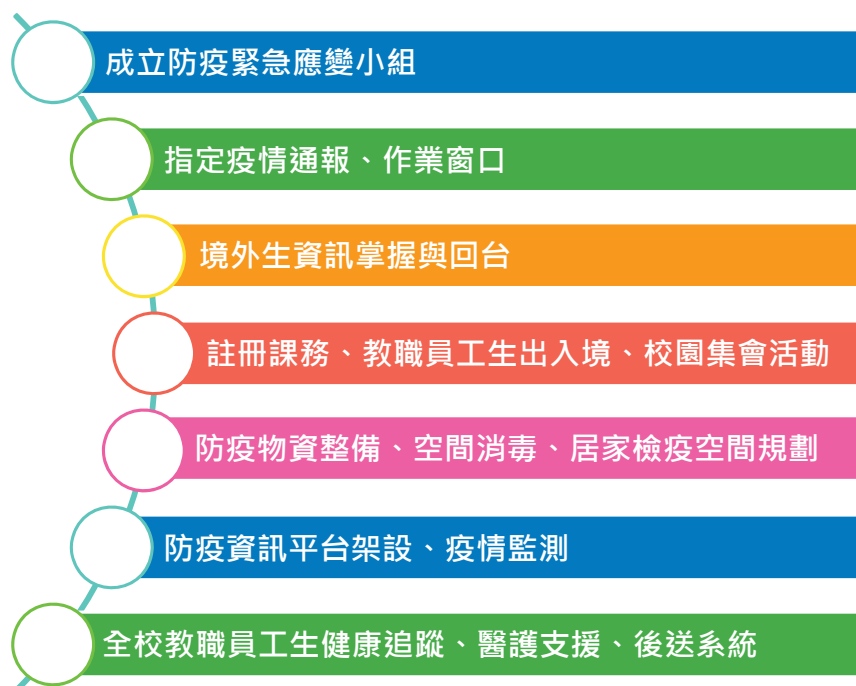 成立防疫緊急應變小組
指定疫情通報、作業窗口
境外生資訊掌握與回台
註冊課務、教職員工生出入境、校園集會活動
防疫物資整備、空間消毒、居家檢疫空間規劃
防疫資訊平台架設、疫情監測
全校教職員工生健康追蹤、醫護支援、後送系統